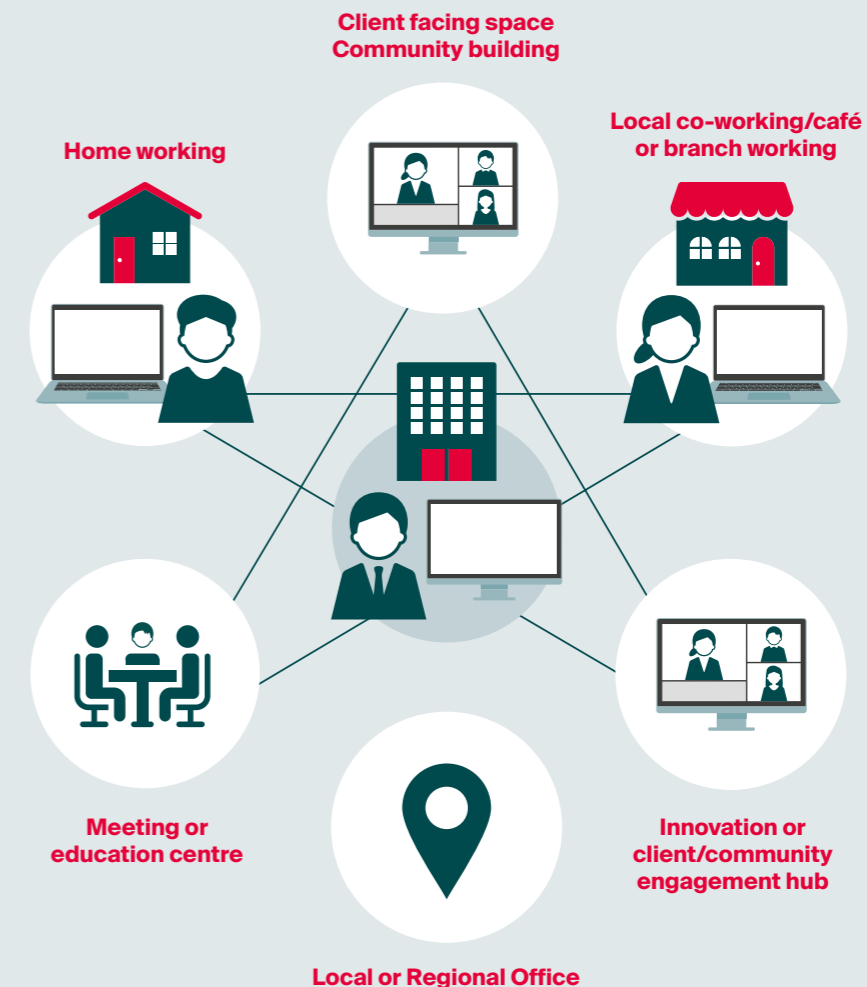 Client facing space
Community building
Home working
Local co-working/café
or branch working
Meeting or
education centre
Innovation or
client/community
engagement hub
Local or Regional Office